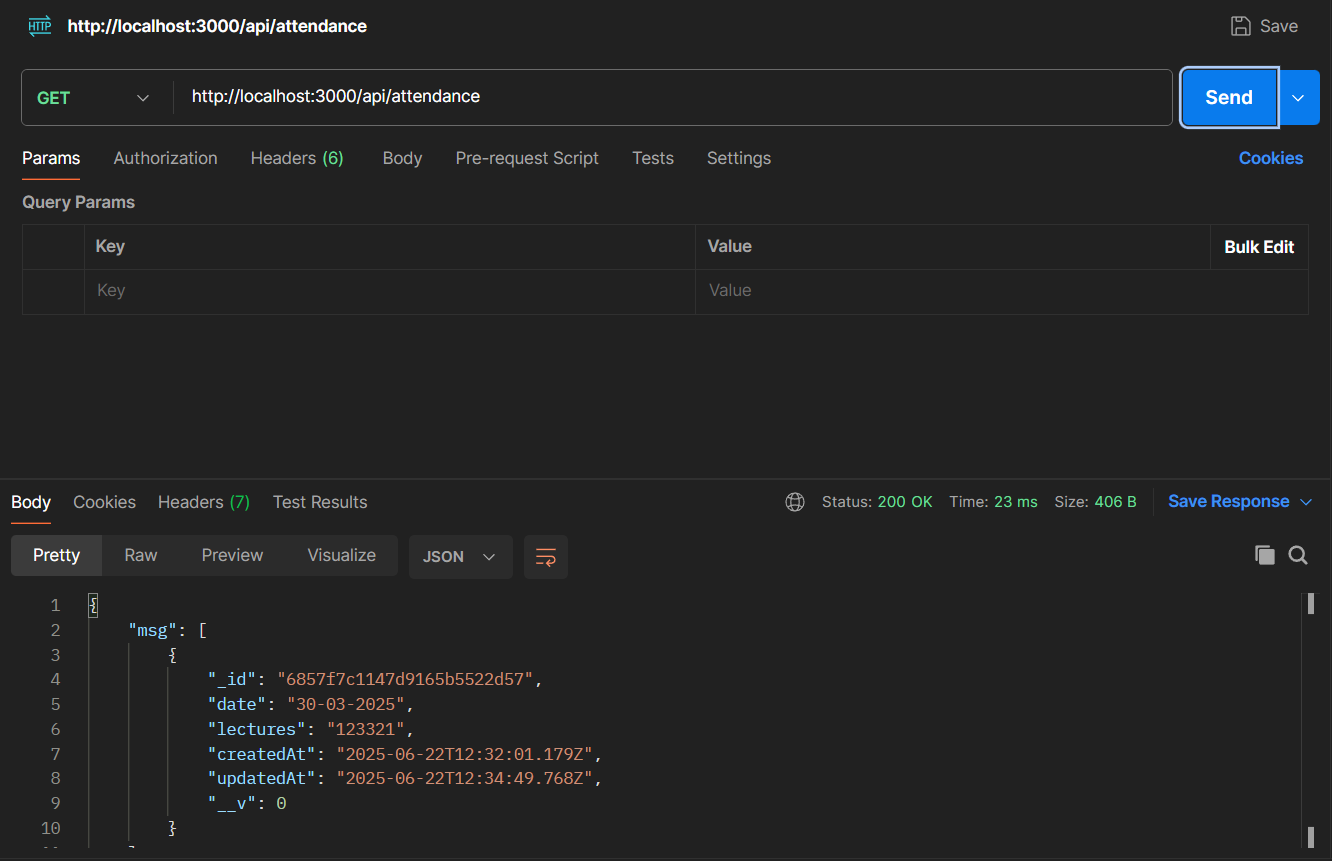 HTTP http://localhost:3000/api/attendance Save
GET http://localhost:3000/api/attendance Send
Params Authorization Headers (6) Body Pre-request Script Tests Settings Cookies
Query Params
Key Value Bulk Edit
Key Value
Body Cookies Headers (7) Test Results Status: 200 OK Time: 23 ms Size: 406 B Save Response
Pretty Raw Preview Visualize JSON
1 {
2 "msg": [
3 {
4 "_id": "6857f7c1147d9165b5522d57",
5 "date": "30-03-2025",
6 "lectures": "123321",
7 "createdAt": "2025-06-22T12:32:01.179Z",
8 "updatedAt": "2025-06-22T12:34:49.768Z",
9 "__v": 0
10 }